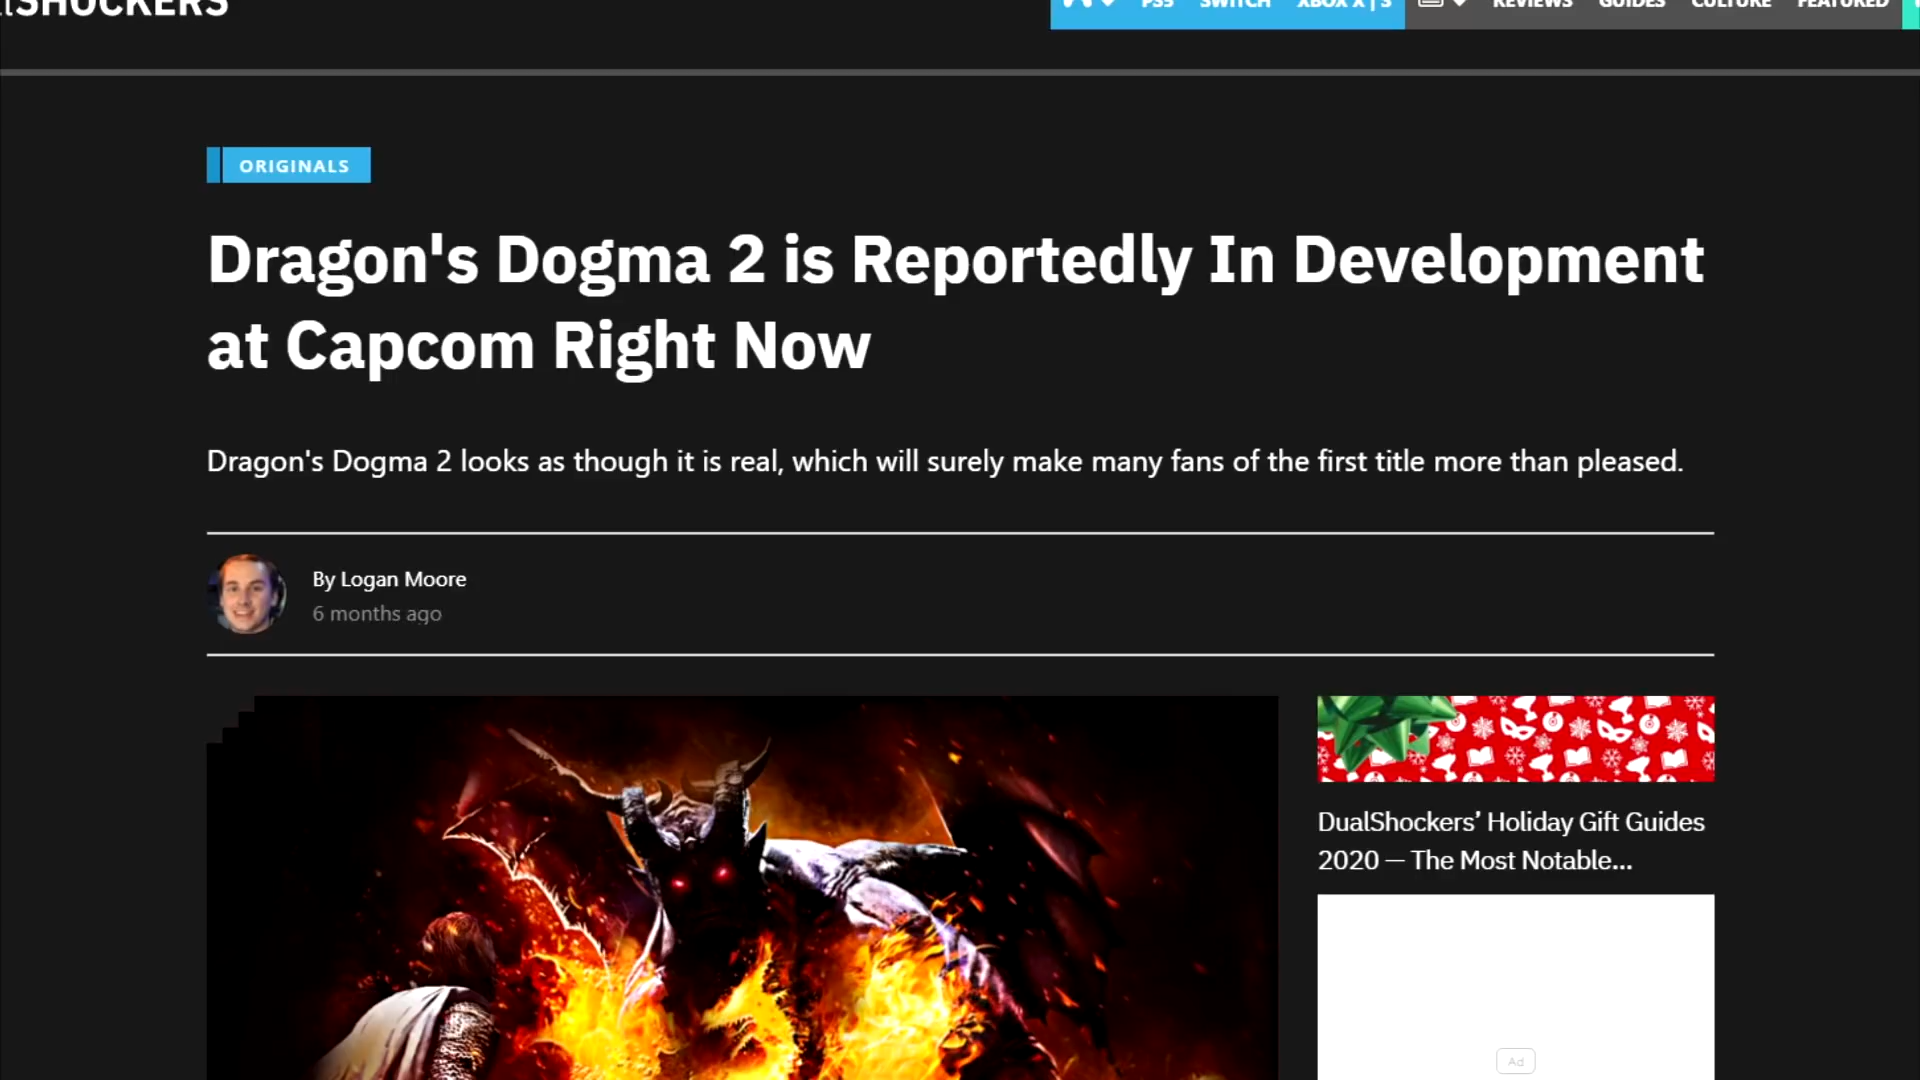 SHOCKERS
PS5 SWITCH XBOX X | S REVIEWS GUIDES CULTURE FEATURED
ORIGINALS
Dragon's Dogma 2 is Reportedly In Development
at Capcom Right Now
Dragon's Dogma 2 looks as though it is real, which will surely make many fans of the first title more than pleased.
By Logan Moore
6 months ago
DualShockers’ Holiday Gift Guides
2020 — The Most Notable...
Ad